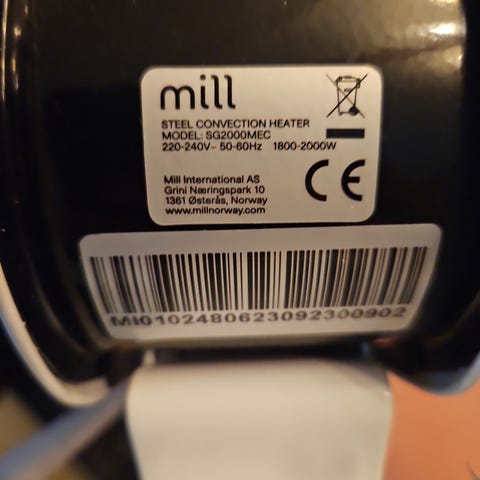 mill
STEEL CONVECTION HEATER
MODEL: SG2000MEC
220-240V~ 50-60Hz 1800-2000W
Mill International AS
Grini Næringspark 10
1361 Østerås, Norway
www.millnorway.com
CE
MI0102480623092300902